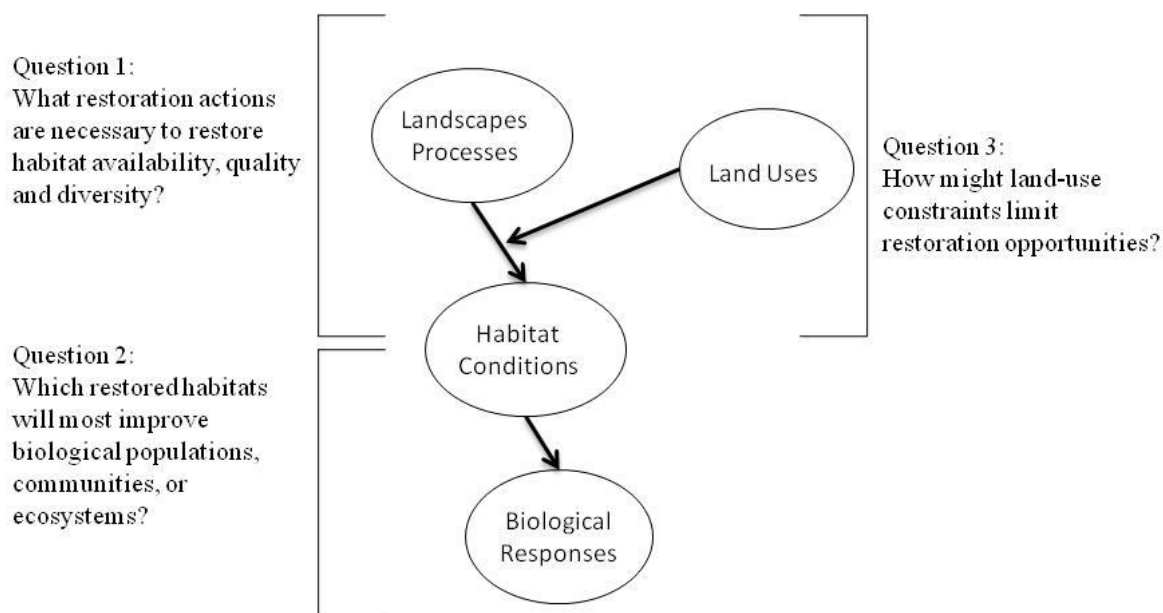 Question 1:
What restoration actions
are necessary to restore
habitat availability, quality
and diversity?
Landscapes
Processes
Land Uses
Question 3:
How might land-use
constraints limit
restoration opportunities?
Habitat
Conditions
Question 2:
Which restored habitats
will most improve
biological populations,
communities, or
ecosystems?
Biological
Responses